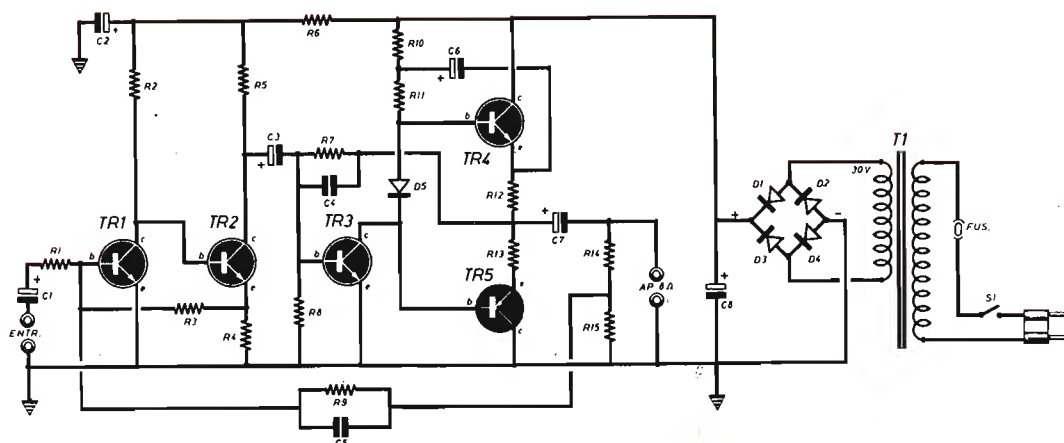 C2
+
R6
R10
C6
+
T1
R2
R5
R11
b
c
e
TR4
30V
C3
+
R7
D1
D2
C4
D5
R12
+
-
FUS.
TR1
TR2
TR3
+
C7
D3
D4
R1
b
c
e
b
c
e
b
c
e
R13
R14
AP 8Ω
+
C8
S1
+
C1
R3
R8
TR5
b
e
c
R15
ENTR.
R4
R9
C5